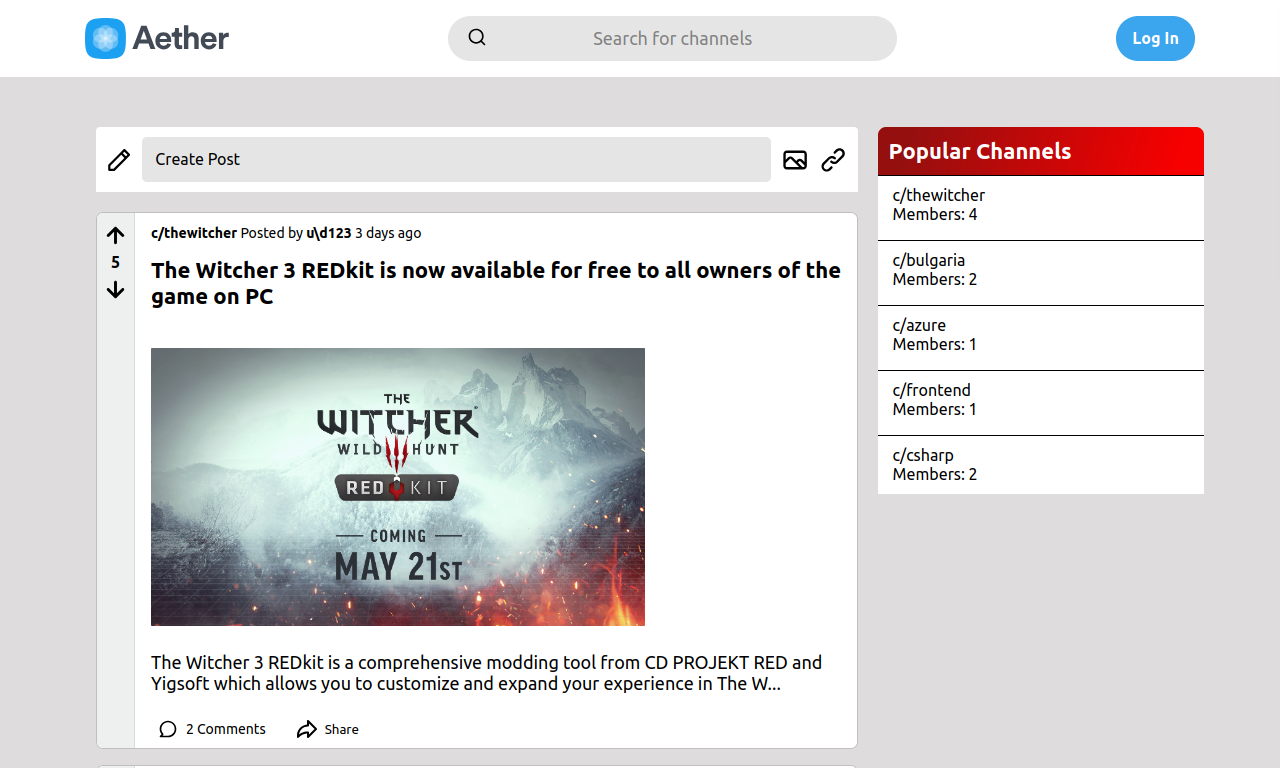 Aether
Search for channels
Log In
Create Post
Popular Channels
c/thewitcher
Members: 4
c/bulgaria
Members: 2
c/azure
Members: 1
c/frontend
Members: 1
c/csharp
Members: 2
c/thewitcher Posted by u\d123 3 days ago
5
The Witcher 3 REDkit is now available for free to all owners of the
game on PC
THE
WITCHER
WILD HUNT
RED KIT
COMING
MAY 21ST
The Witcher 3 REDkit is a comprehensive modding tool from CD PROJEKT RED and
Yigsoft which allows you to customize and expand your experience in The W...
2 Comments
Share